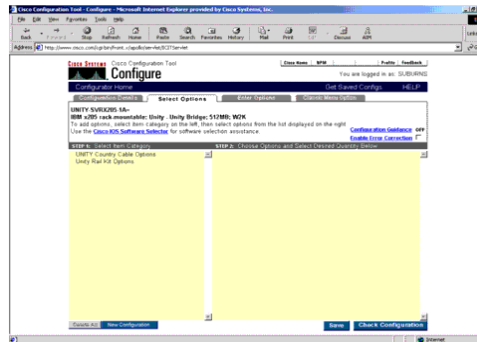 Cisco Configuration Tool - Configure - Microsoft Internet Explorer provided by Cisco Systems, Inc.
File Edit View Favorites Tools Help
Back Forward Stop Refresh Home Search Favorites History Mail Print Edit Discuss AIM
Address
Cisco Systems Cisco Configuration Tool
Cisco Home Profile Feedback
Configure
You are logged in as: SUBURNS
Configurator Home Get Saved Configs HELP
Configuration Details Select Options Enter Options Classic Menu Option
UNITY-SVRX205-1A=
IBM x205 rack-mountable; Unity - Unity Bridge; 512MB; W2K
To add options, select item category on the left, then select options from the list displayed on the right
Use the Cisco IOS Software Selector for software selection assistance.
Configuration Guidance OFF
Enable Error Correction
STEP 1: Select Item Category STEP 2: Choose Options and Select Desired Quantity Below
UNITY Country Cable Options
Unity Rail Kit Options
New Configuration Save Check Configuration
Internet